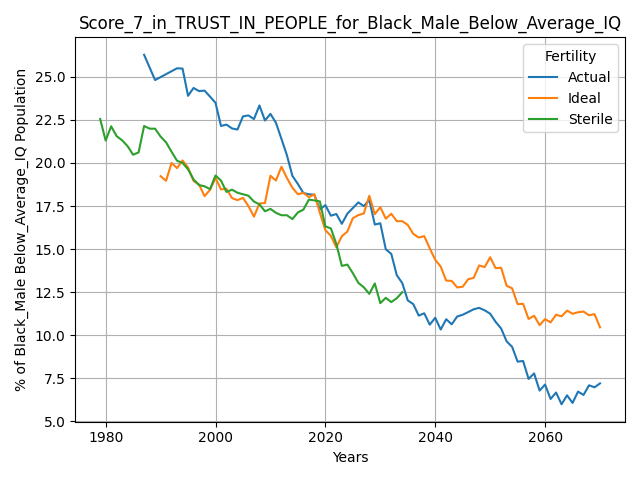 Score_7_in_TRUST_IN_PEOPLE_for_Black_Male_Below_Average_IQ
Fertility
Actual
Ideal
Sterile
% of Black_Male Below_Average_IQ Population
25.0
22.5
20.0
17.5
15.0
12.5
10.0
7.5
5.0
1980
2000
2020
2040
2060
Years